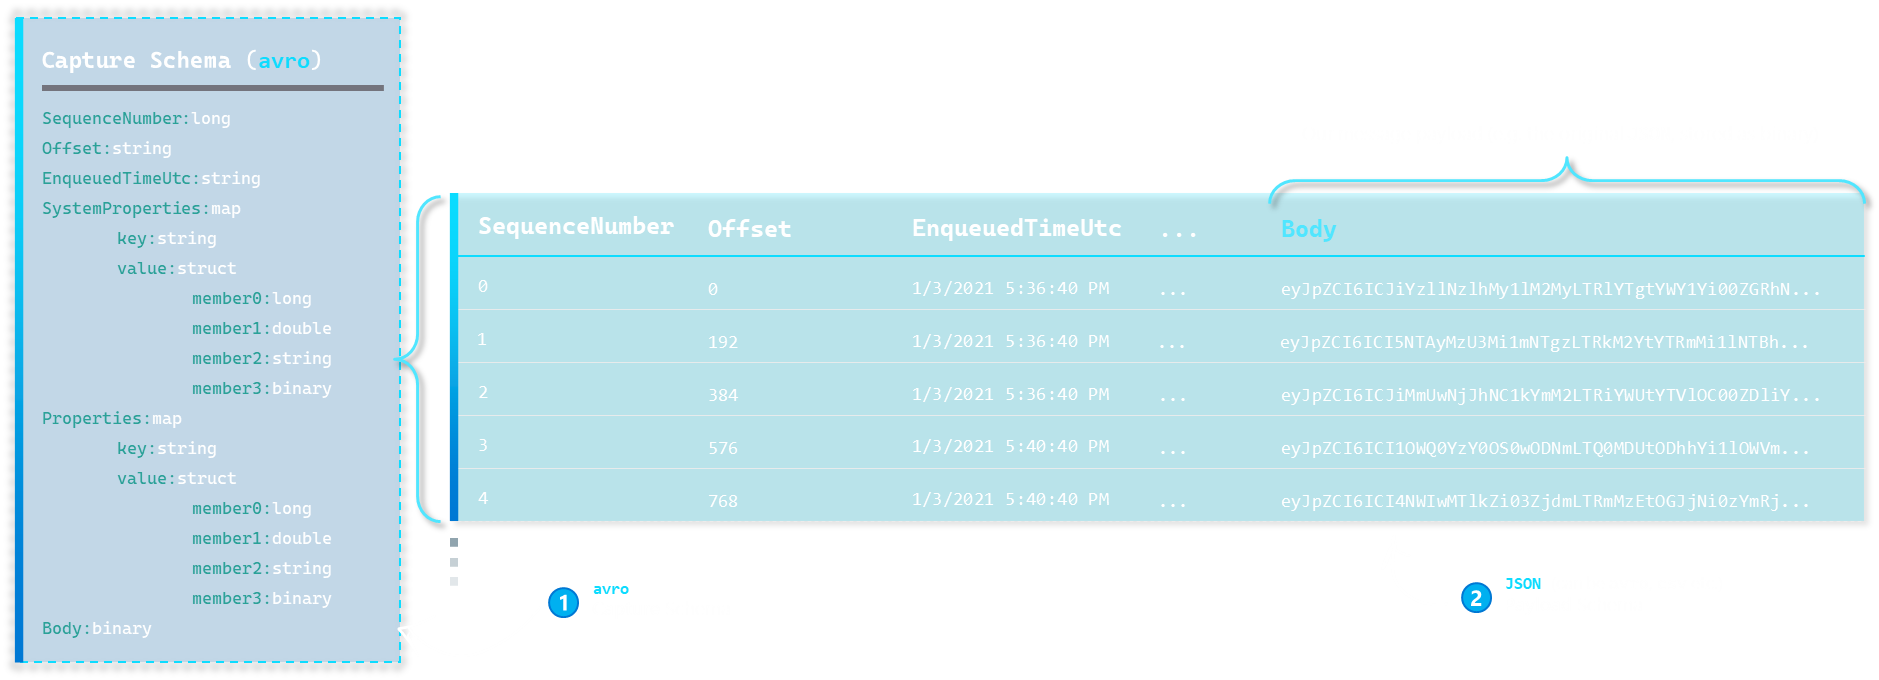 Capture Schema (avro)
SequenceNumber:long
Offset:string
EnqueuedTimeUtc:string
SystemProperties:map
key:string
value:struct
member0:long
member1:double
member2:string
member3:binary
Properties:map
key:string
value:struct
member0:long
member1:double
member2:string
member3:binary
Body:binary
SequenceNumber Offset EnqueuedTimeUtc ... Body
0 0 1/3/2021 5:36:40 PM ... eyJpZCI6ICJiYzllNzlhMy1lM2MyLTRlYTgtYWY1Yi00ZGRhN...
1 192 1/3/2021 5:36:40 PM ... eyJpZCI6ICI5NTAyMzU3Mi1mNTgzLTRkM2YtYTRmMi1lNTBh...
2 384 1/3/2021 5:36:40 PM ... eyJpZCI6ICJiMmUwNjJhNC1kYmM2LTRiYWUtYTVlOC00ZDliY...
3 576 1/3/2021 5:40:40 PM ... eyJpZCI6ICI1OWQ0YzY0OS0wODNmLTQ0MDUtODhhYi1lOWVm...
4 768 1/3/2021 5:40:40 PM ... eyJpZCI6ICI4NWIwMTlkZi03ZjdmLTRmMzEtOGJjNi0zYmRj...
1 avro
2 JSON